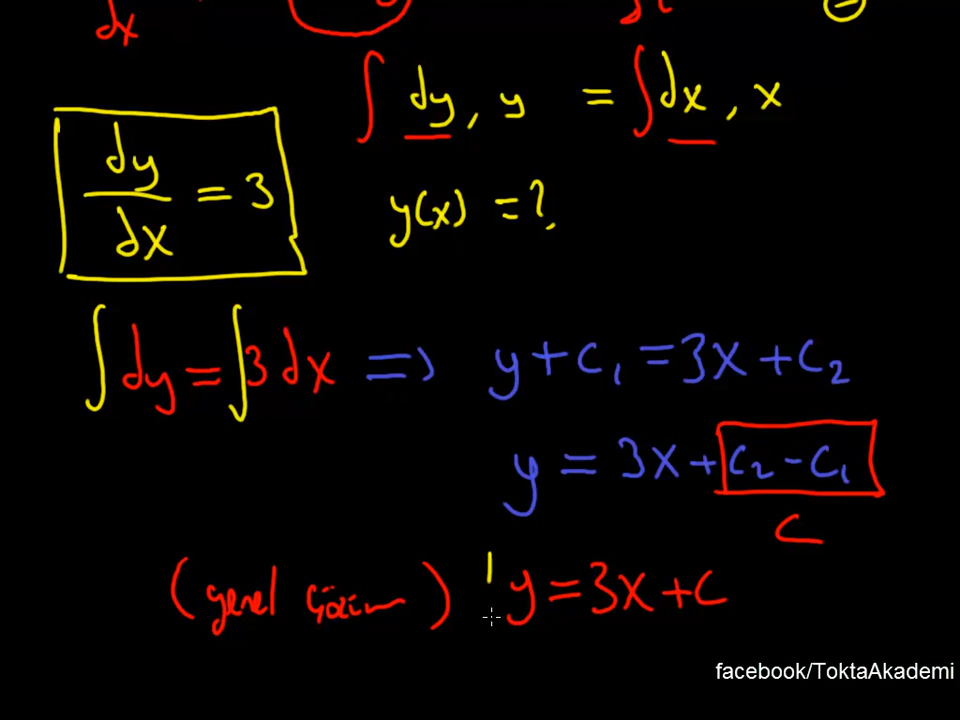 dx
∫ dy, y = ∫ dx, x
dy/dx = 3
y(x) = ?
∫ dy = ∫ 3 dx => y + c₁ = 3x + c₂
y = 3x + c₂ - c₁
c
(genel çözüm) y = 3x + c
facebook/ToktaAkademi